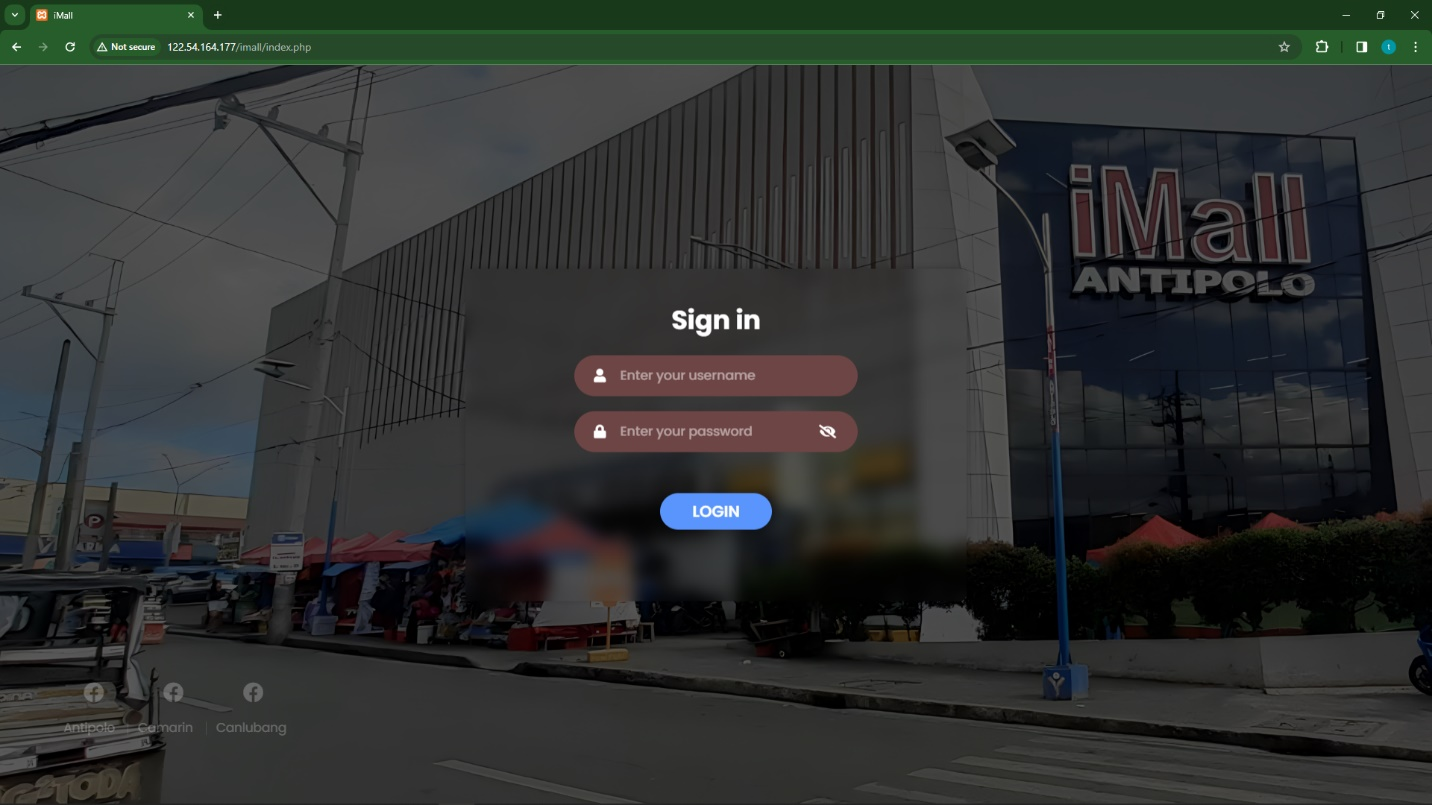 iMall
Not secure
122.54.164.177/imall/index.php
t
iMall
ANTIPOLO
Sign in
Enter your username
Enter your password
LOGIN
P
Antipolo
Camarin
Canlubang
G2TODA